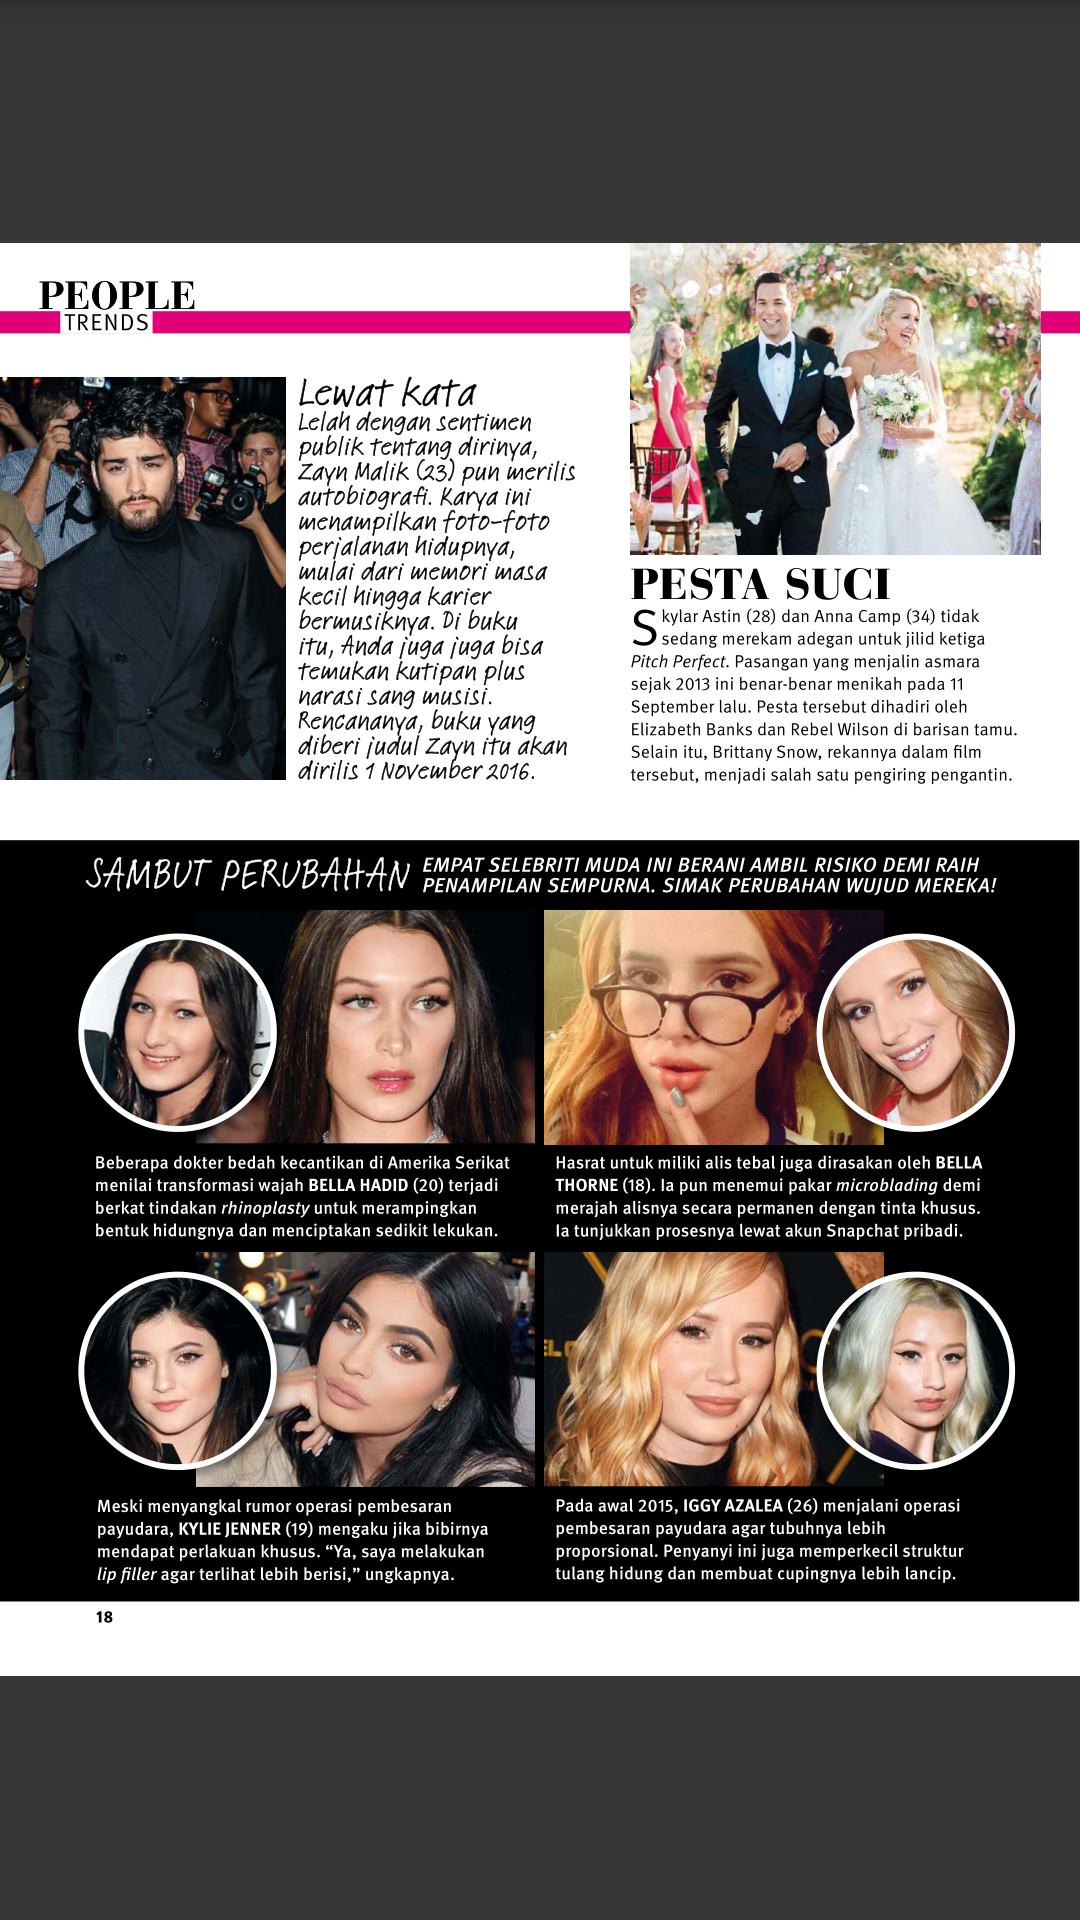 PEOPLE
TRENDS
Lewat kata
Lelah dengan sentimen
publik tentang dirinya,
Zayn Malik (23) pun merilis
autobiografi. Karya ini
menampilkan foto-foto
perjalanan hidupnya,
mulai dari memori masa
kecil hingga karier
bermusiknya. Di buku
itu, Anda juga juga bisa
temukan kutipan plus
narasi sang musisi.
Rencananya, buku yang
diberi judul Zayn itu akan
dirilis 1 November 2016.
PESTA SUCI
Skylar Astin (28) dan Anna Camp (34) tidak
sedang merekam adegan untuk jilid ketiga
Pitch Perfect. Pasangan yang menjalin asmara
sejak 2013 ini benar-benar menikah pada 11
September lalu. Pesta tersebut dihadiri oleh
Elizabeth Banks dan Rebel Wilson di barisan tamu.
Selain itu, Brittany Snow, rekannya dalam film
tersebut, menjadi salah satu pengiring pengantin.
SAMBUT PERUBAHAN
EMPAT SELEBRITI MUDA INI BERANI AMBIL RISIKO DEMI RAIH
PENAMPILAN SEMPURNA. SIMAK PERUBAHAN WUJUD MEREKA!
Beberapa dokter bedah kecantikan di Amerika Serikat
menilai transformasi wajah BELLA HADID (20) terjadi
berkat tindakan rhinoplasty untuk merampingkan
bentuk hidungnya dan menciptakan sedikit lekukan.
Hasrat untuk miliki alis tebal juga dirasakan oleh BELLA
THORNE (18). Ia pun menemui pakar microblading demi
merajah alisnya secara permanen dengan tinta khusus.
Ia tunjukkan prosesnya lewat akun Snapchat pribadi.
Meski menyangkal rumor operasi pembesaran
payudara, KYLIE JENNER (19) mengaku jika bibirnya
mendapat perlakuan khusus. “Ya, saya melakukan
lip filler agar terlihat lebih berisi,” ungkapnya.
Pada awal 2015, IGGY AZALEA (26) menjalani operasi
pembesaran payudara agar tubuhnya lebih
proporsional. Penyanyi ini juga memperkecil struktur
tulang hidung dan membuat cupingnya lebih lancip.
18